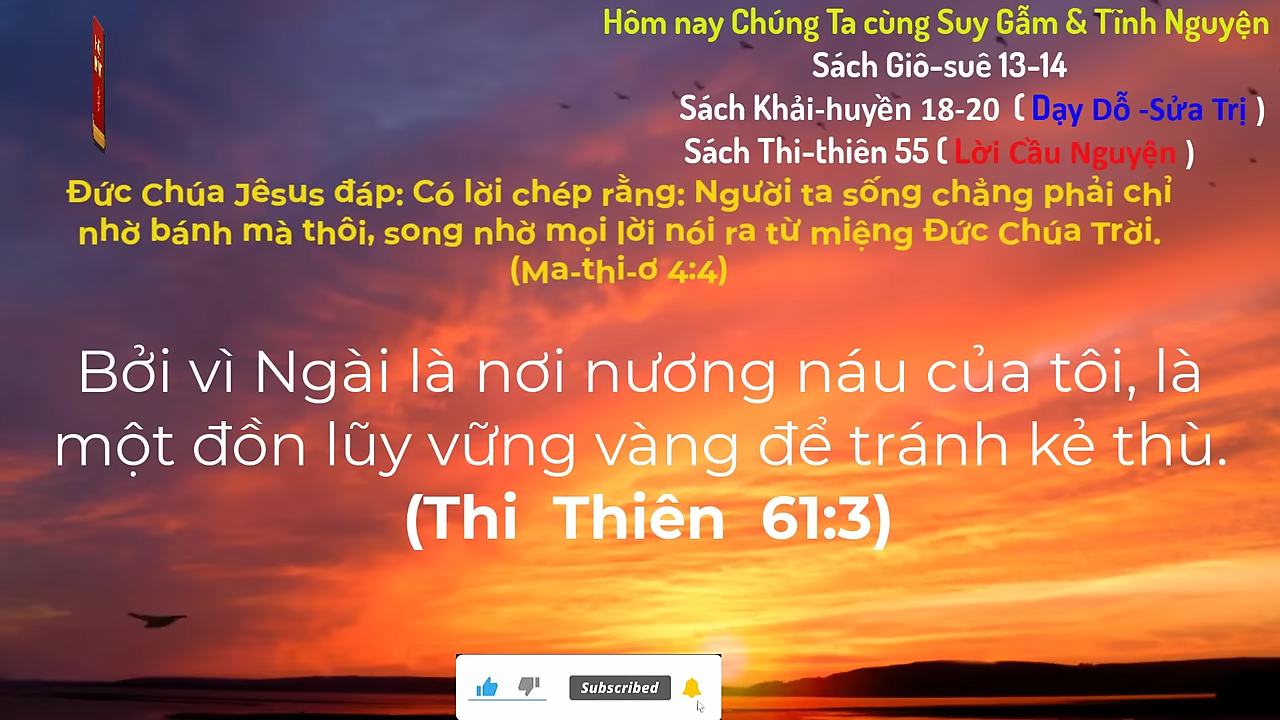 Hôm nay Chúng Ta cùng Suy Gẫm & Tĩnh Nguyện
Sách Giô-suê 13-14
Sách Khải-huyền 18-20 ( Dạy Dỗ -Sửa Trị )
Sách Thi-thiên 55 ( Lời Cầu Nguyện )
Đức Chúa Jêsus đáp: Có lời chép rằng: Người ta sống chẳng phải chỉ
nhờ bánh mà thôi, song nhờ mọi lời nói ra từ miệng Đức Chúa Trời.
(Ma-thi-ơ 4:4)
Bởi vì Ngài là nơi nương náu của tôi, là
một đồn lũy vững vàng để tránh kẻ thù.
(Thi Thiên 61:3)
Subscribed